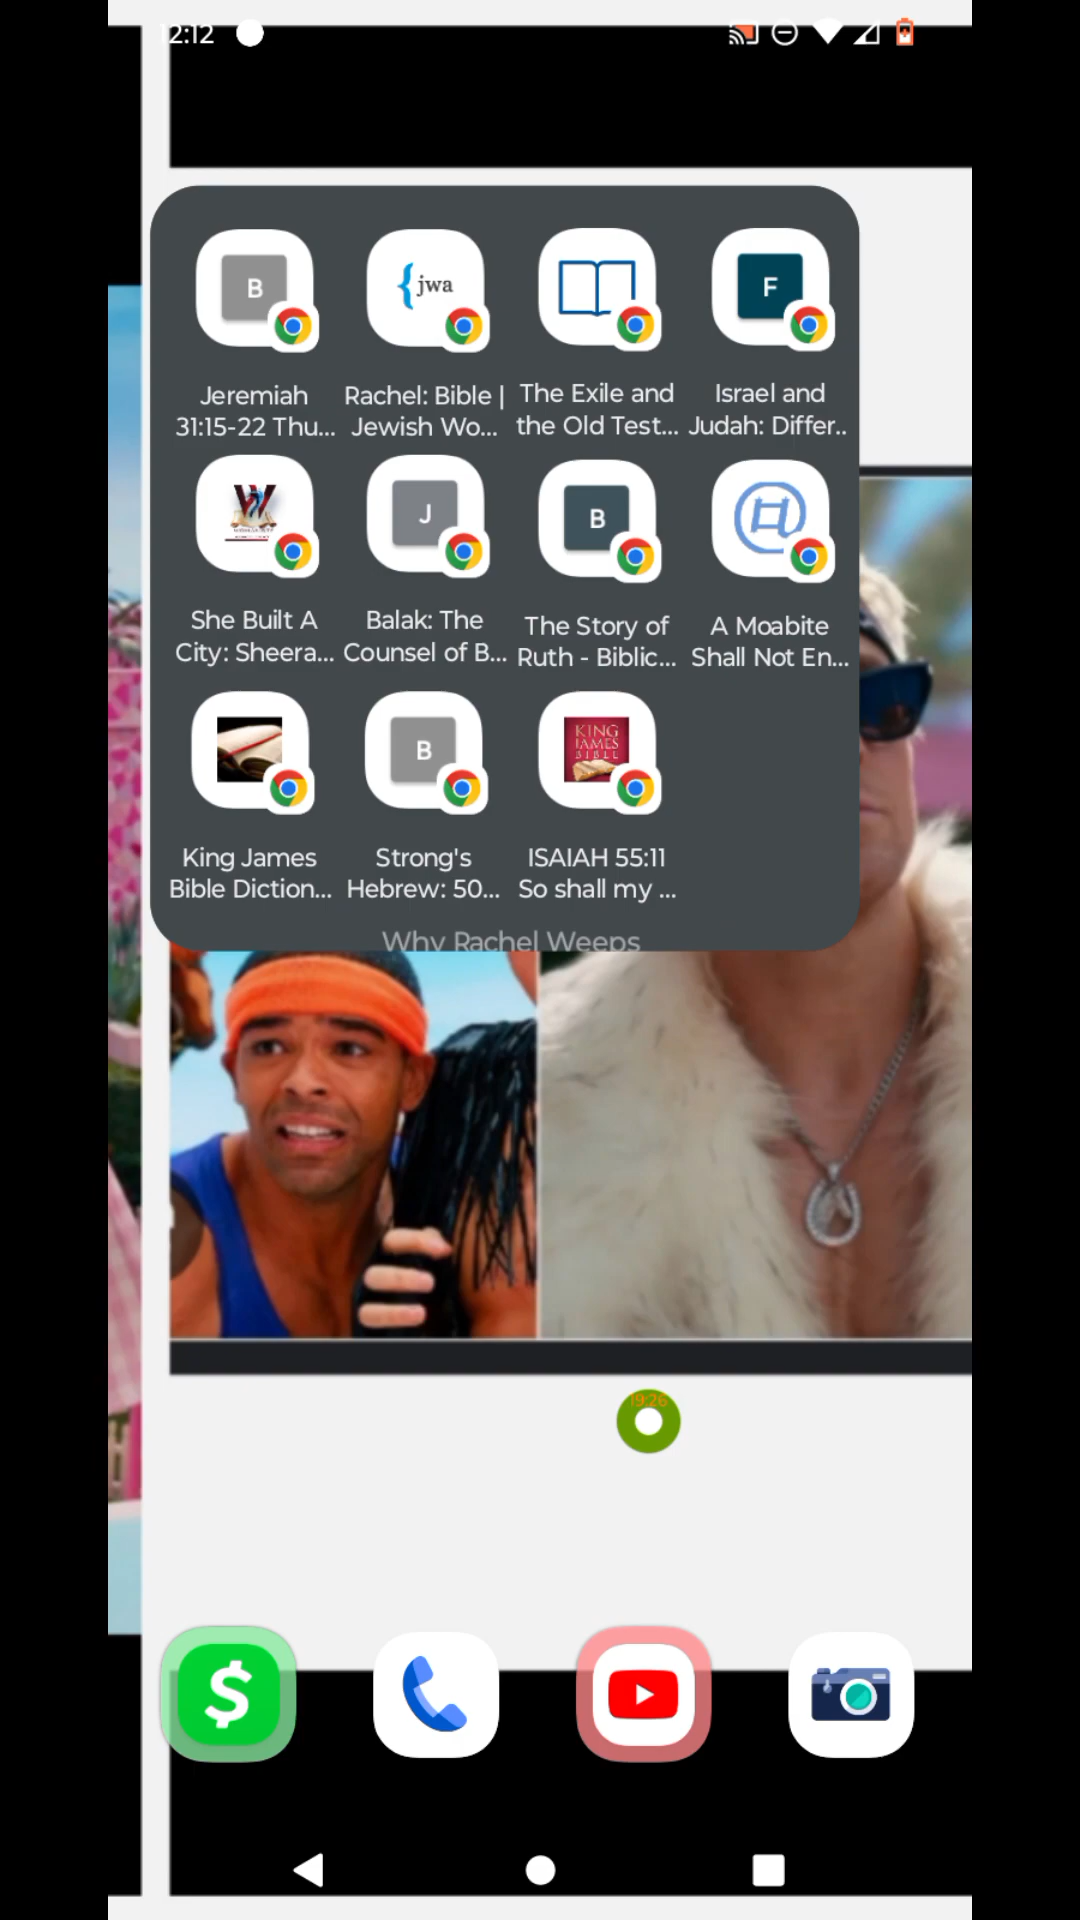 12:12
B
{jwa
F
Jeremiah
31:15-22 Thu...
Rachel: Bible |
Jewish Wo...
The Exile and
the Old Test...
Israel and
Judah: Differ..
W
J
B
She Built A
City: Sheera...
Balak: The
Counsel of B...
The Story of
Ruth - Biblic...
A Moabite
Shall Not En...
B
KING
JAMES
BIBLE
King James
Bible Diction...
Strong's
Hebrew: 50...
ISAIAH 55:11
So shall my ...
Why Rachel Weeps
19:26
$